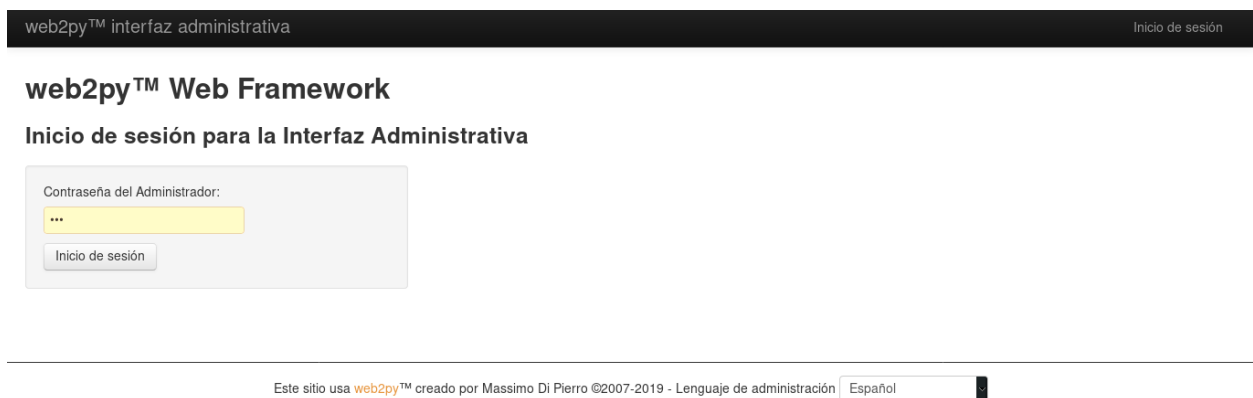 web2py™ interfaz administrativa Inicio de sesión
web2py™ Web Framework
Inicio de sesión para la Interfaz Administrativa
Contraseña del Administrador:
•••
Inicio de sesión
Este sitio usa web2py™ creado por Massimo Di Pierro ©2007-2019 - Lenguaje de administración Español